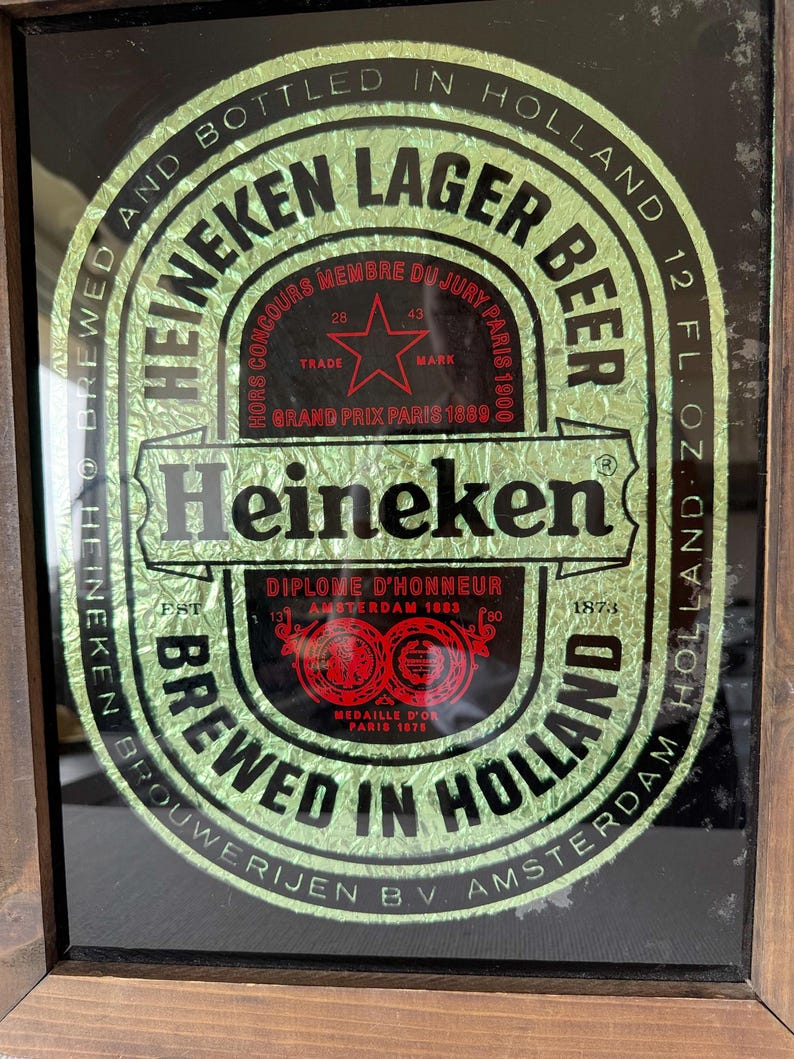 © HEINEKEN BROUWERIJEN B.V. AMSTERDAM HOLLAND
BREWED AND BOTTLED IN HOLLAND 12 FL. OZ.
HEINEKEN LAGER BEER
HORS CONCOURS MEMBRE DU JURY PARIS 1900
28 43
TRADE MARK
GRAND PRIX PARIS 1889
Heineken ®
DIPLOME D'HONNEUR
AMSTERDAM 1883
EST 1873
13 80
MEDAILLE D'OR
PARIS 1875
BREWED IN HOLLAND